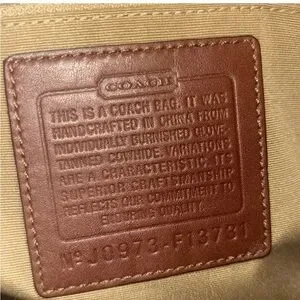 COACH
THIS IS A COACH BAG. IT WAS
HANDCRAFTED IN CHINA FROM
INDIVIDUALLY BURNISHED GLOVE-
TANNED COWHIDE. VARIATIONS
ARE A CHARACTERISTIC. ITS
SUPERIOR CRAFTSMANSHIP
REFLECTS OUR COMMITMENT TO
ENDURING QUALITY.
Nº J0973-F13731